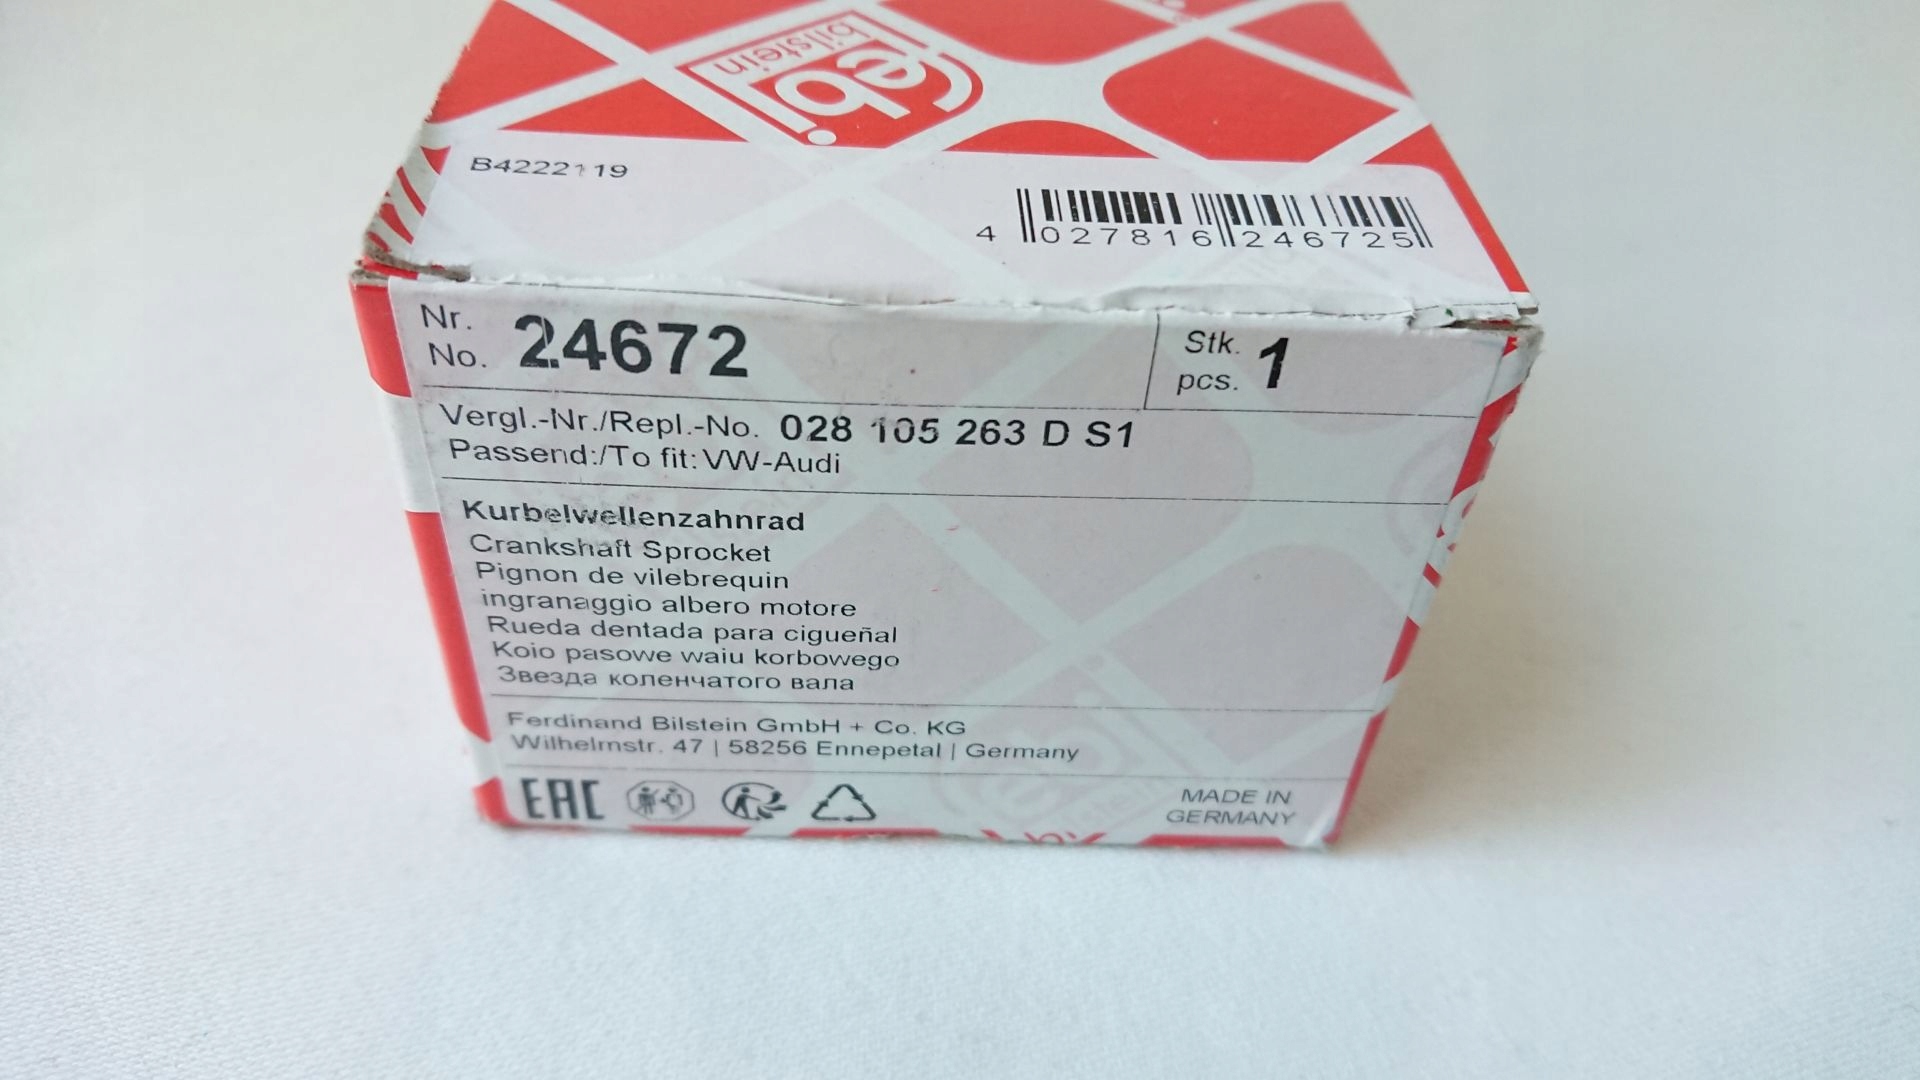 febi
bilstein
B4222119
4 027816 246725
Nr.
No. 24672
Stk.
pcs. 1
Vergl.-Nr./Repl.-No. 028 105 263 D S1
Passend:/To fit: VW-Audi
Kurbelwellenzahnrad
Crankshaft Sprocket
Pignon de vilebrequin
ingranaggio albero motore
Rueda dentada para cigueñal
Koio pasowe waiu korbowego
Звезда коленчатого вала
Ferdinand Bilstein GmbH + Co. KG
Wilhelmstr. 47 | 58256 Ennepetal | Germany
EAC
MADE IN
GERMANY